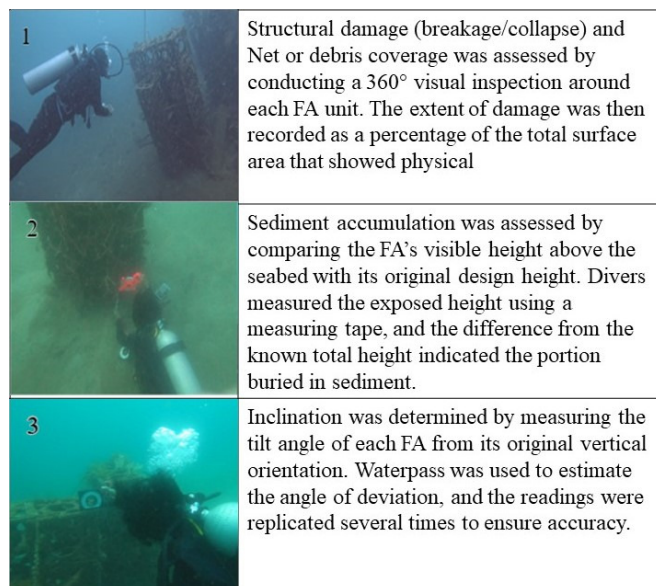 1
Structural damage (breakage/collapse) and
Net or debris coverage was assessed by
conducting a 360° visual inspection around
each FA unit. The extent of damage was then
recorded as a percentage of the total surface
area that showed physical
2
Sediment accumulation was assessed by
comparing the FA’s visible height above the
seabed with its original design height. Divers
measured the exposed height using a
measuring tape, and the difference from the
known total height indicated the portion
buried in sediment.
3
Inclination was determined by measuring the
tilt angle of each FA from its original vertical
orientation. Waterpass was used to estimate
the angle of deviation, and the readings were
replicated several times to ensure accuracy.